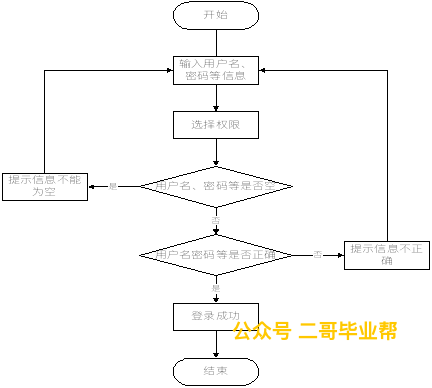 开始
输入用户名、
密码等信息
选择权限
提示信息不能
为空
是
用户名、密码等是否空
否
用户名密码等是否正确
否
提示信息不正
确
是
登录成功
公众号 二哥毕业帮
结束